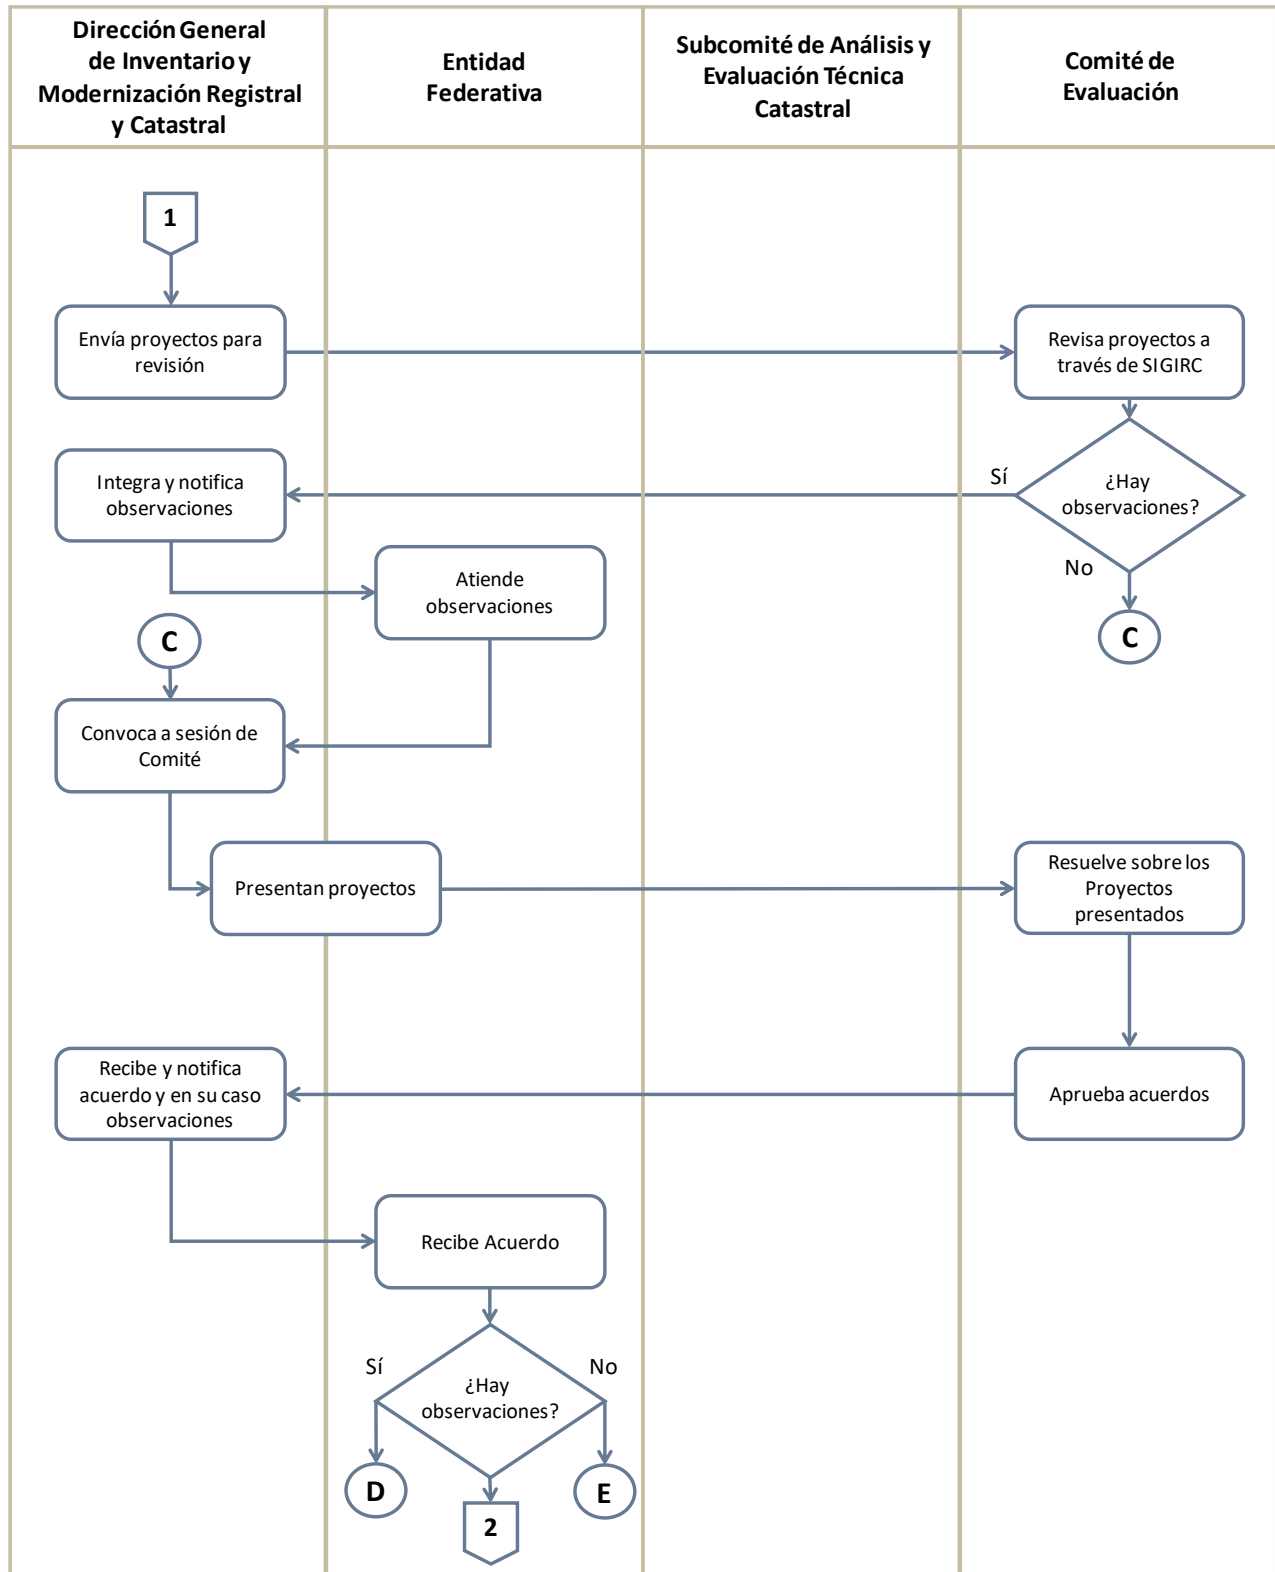 Dirección General
de Inventario y
Modernización Registral
y Catastral
Entidad
Federativa
Subcomité de Análisis y
Evaluación Técnica
Catastral
Comité de
Evaluación
1
Envía proyectos para
revisión
Revisa proyectos a
través de SIGIRC
Integra y notifica
observaciones
Sí
¿Hay
observaciones?
No
Atiende
observaciones
C
C
Convoca a sesión de
Comité
Presentan proyectos
Resuelve sobre los
Proyectos
presentados
Recibe y notifica
acuerdo y en su caso
observaciones
Aprueba acuerdos
Recibe Acuerdo
Sí
No
¿Hay
observaciones?
D
E
2